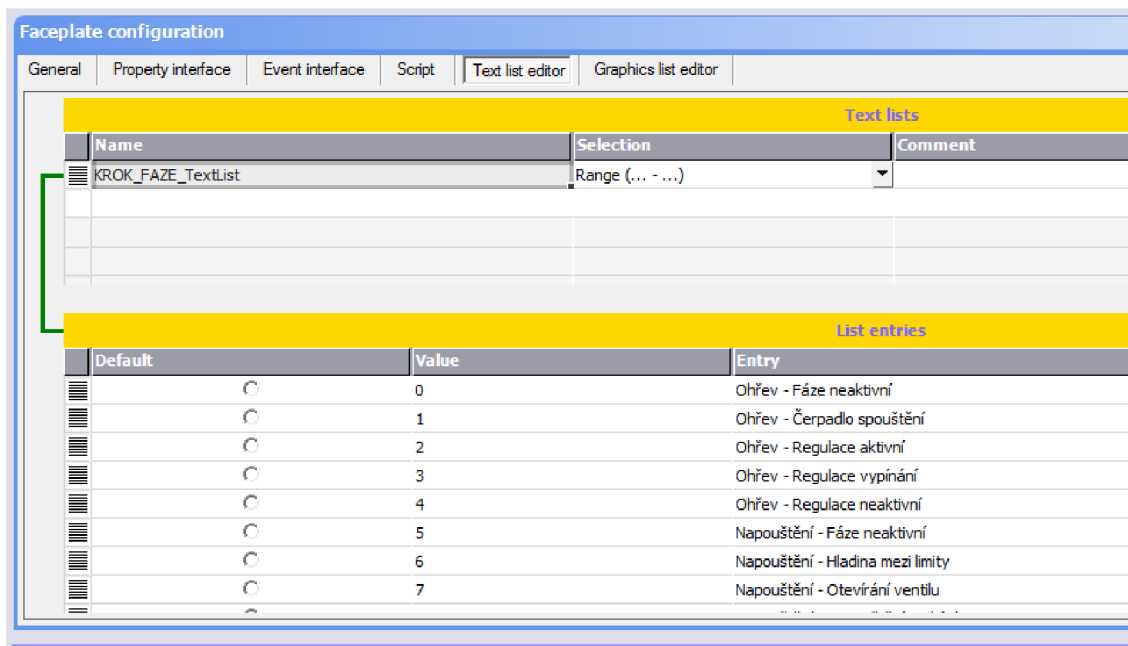 Faceplate configuration
General Property interface Event interface Script Text list editor Graphics list editor
Text lists
Name Selection Comment
KROK_FAZE_TextList Range (... - ...)
List entries
Default Value Entry
0 Ohřev - Fáze neaktivní
1 Ohřev - Čerpadlo spouštění
2 Ohřev - Regulace aktivní
3 Ohřev - Regulace vypínání
4 Ohřev - Regulace neaktivní
5 Napouštění - Fáze neaktivní
6 Napouštění - Hladina mezi limity
7 Napouštění - Otevírání ventilu